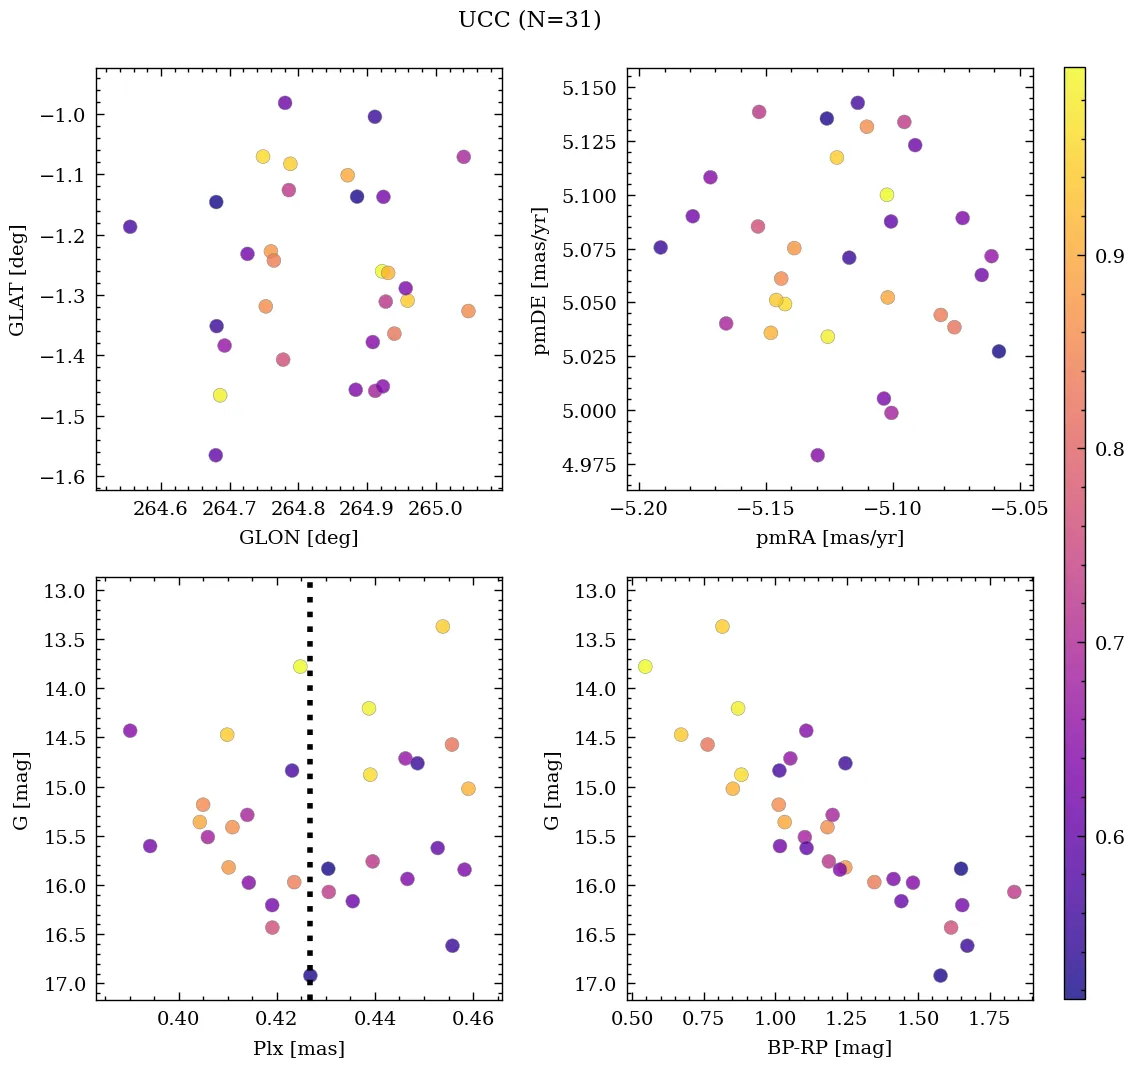 UCC (N=31)
−1.0
−1.1
−1.2
−1.3
−1.4
−1.5
−1.6
GLAT [deg]
264.6 264.7 264.8 264.9 265.0
GLON [deg]
5.150
5.125
5.100
5.075
5.050
5.025
5.000
4.975
pmDE [mas/yr]
−5.20 −5.15 −5.10 −5.05
pmRA [mas/yr]
13.0
13.5
14.0
14.5
15.0
15.5
16.0
16.5
17.0
G [mag]
0.40 0.42 0.44 0.46
Plx [mas]
13.0
13.5
14.0
14.5
15.0
15.5
16.0
16.5
17.0
G [mag]
0.50 0.75 1.00 1.25 1.50 1.75
BP-RP [mag]
0.9
0.8
0.7
0.6